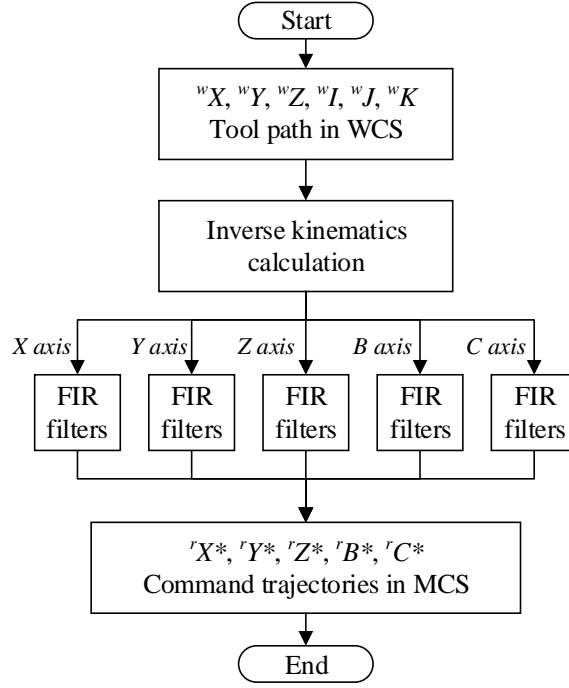 Start
ʷX, ʷY, ʷZ, ʷI, ʷJ, ʷK
Tool path in WCS
Inverse kinematics
calculation
X axis
Y axis
Z axis
B axis
C axis
FIR
filters
FIR
filters
FIR
filters
FIR
filters
FIR
filters
ʳX*, ʳY*, ʳZ*, ʳB*, ʳC*
Command trajectories in MCS
End